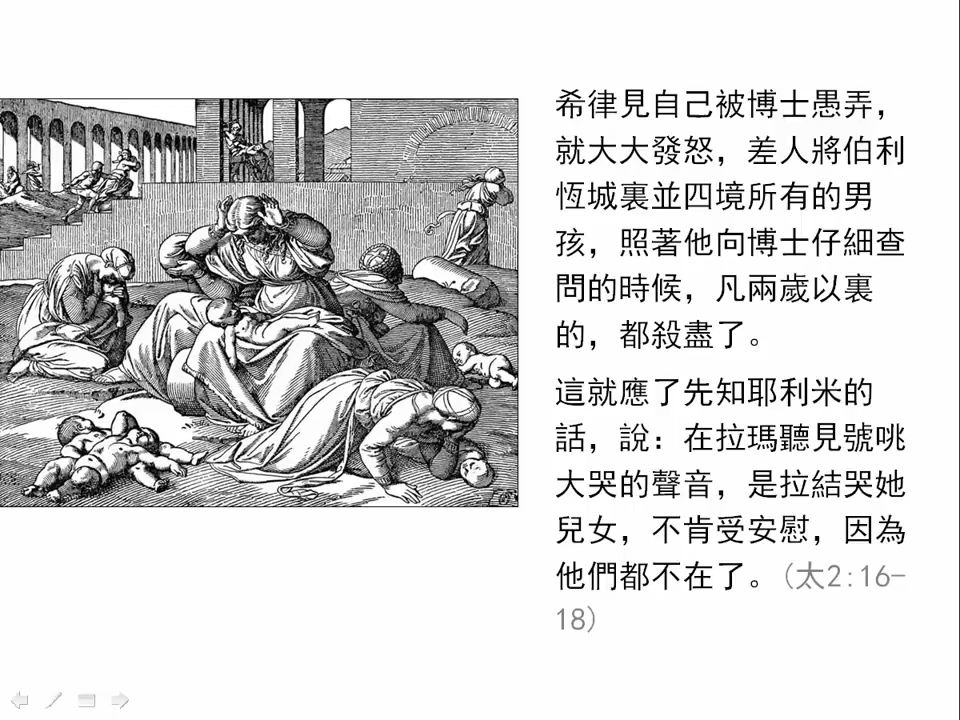 希律見自己被博士愚弄，
就大大發怒，差人將伯利
恆城裏並四境所有的男
孩，照著他向博士仔細查
問的時候，凡兩歲以裏
的，都殺盡了。
這就應了先知耶利米的
話，說：在拉瑪聽見號咷
大哭的聲音，是拉結哭她
兒女，不肯受安慰，因為
他們都不在了。(太2:16-
18)